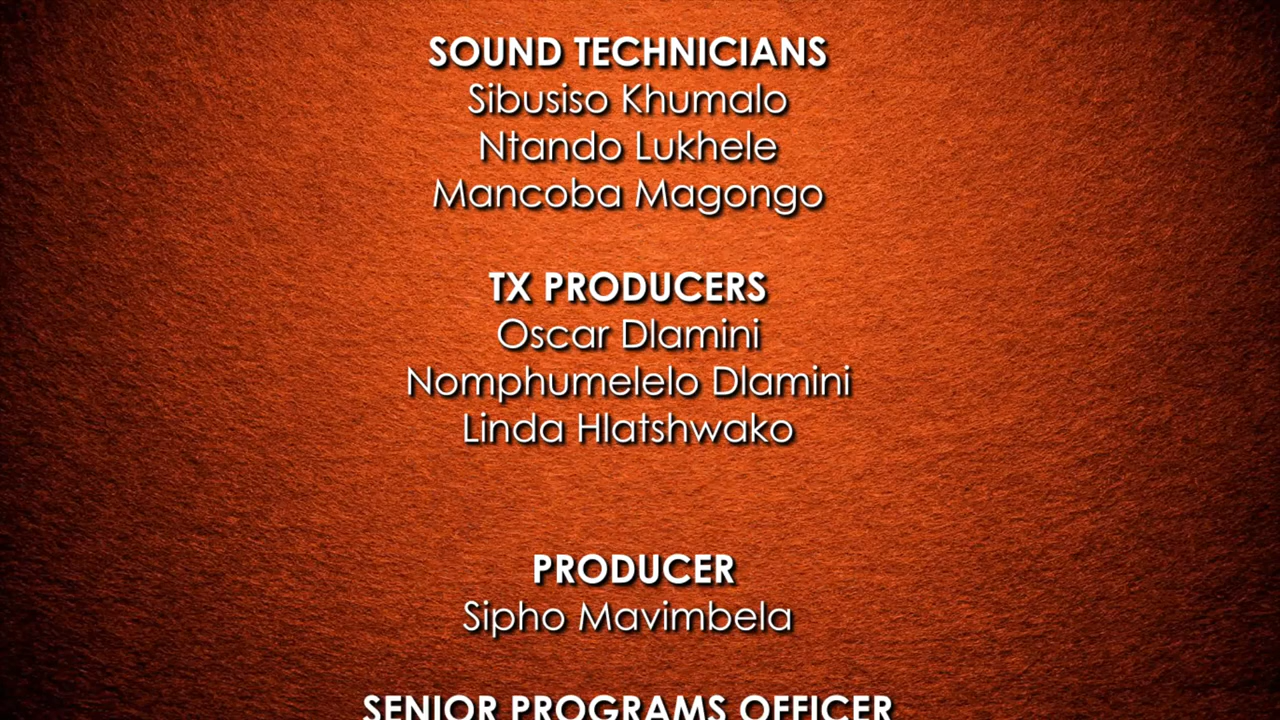 SOUND TECHNICIANS
Sibusiso Khumalo
Ntando Lukhele
Mancoba Magongo
TX PRODUCERS
Oscar Dlamini
Nomphumelelo Dlamini
Linda Hlatshwako
PRODUCER
Sipho Mavimbela
SENIOR PROGRAMS OFFICER